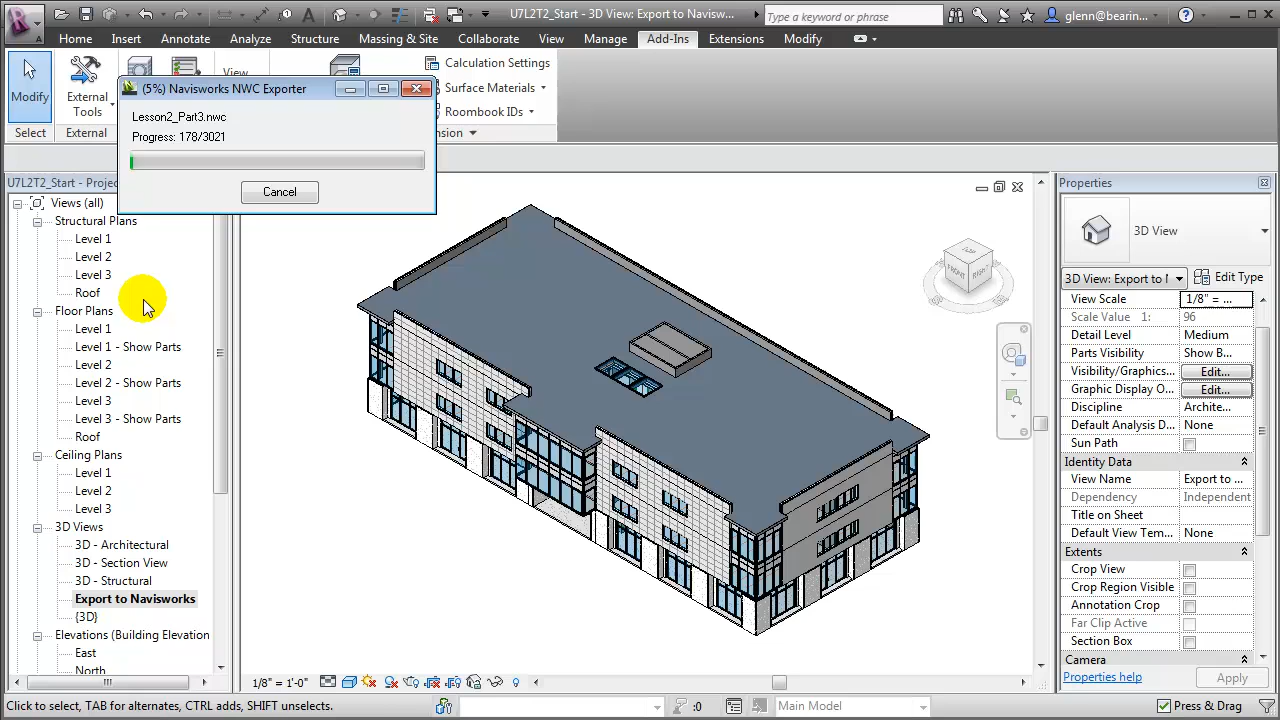 U7L2T2_Start - 3D View: Export to Navisw...
Type a keyword or phrase
glenn@bearin...
Home Insert Annotate Analyze Structure Massing & Site Collaborate View Manage Add-Ins Extensions Modify
Modify
External
Tools
View
Calculation Settings
Surface Materials
Roombook IDs
Select
External
(5%) Navisworks NWC Exporter
Lesson2_Part3.nwc
Progress: 178/3021
Cancel
U7L2T2_Start - Projec
Views (all)
Structural Plans
Level 1
Level 2
Level 3
Roof
Floor Plans
Level 1
Level 1 - Show Parts
Level 2
Level 2 - Show Parts
Level 3
Level 3 - Show Parts
Roof
Ceiling Plans
Level 1
Level 2
Level 3
3D Views
3D - Architectural
3D - Section View
3D - Structural
Export to Navisworks
{3D}
Elevations (Building Elevation
East
North
TOP
FRONT
RIGHT
Properties
3D View
3D View: Export to N
Edit Type
View Scale 1/8" = ...
Scale Value 1: 96
Detail Level Medium
Parts Visibility Show B...
Visibility/Graphics... Edit...
Graphic Display O... Edit...
Discipline Archite...
Default Analysis D... None
Sun Path
Identity Data
View Name Export to ...
Dependency Independent
Title on Sheet
Default View Tem... None
Extents
Crop View
Crop Region Visible
Annotation Crop
Far Clip Active
Section Box
Camera
Properties help
Apply
1/8" = 1'-0"
Click to select, TAB for alternates, CTRL adds, SHIFT unselects.
:0
Main Model
Press & Drag